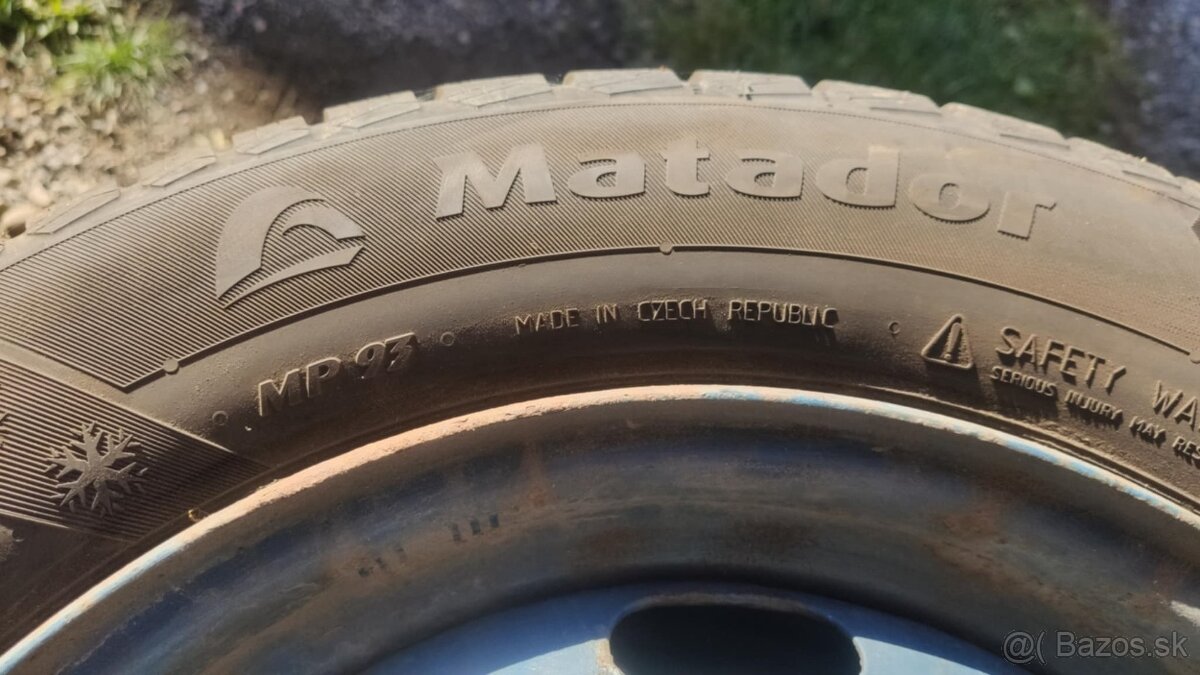 Matador
MP 93
MADE IN CZECH REPUBLIC
SAFETY
SERIOUS INJURY MAY
@( Bazos.sk